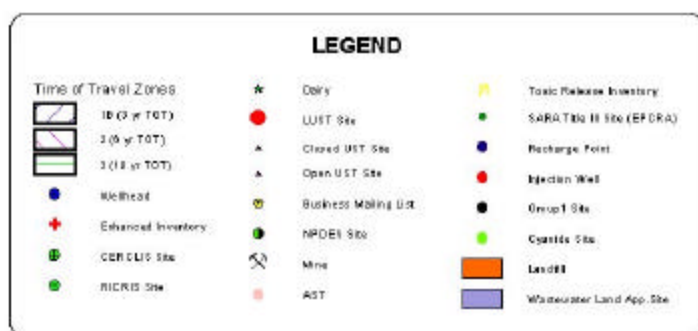 LEGEND
Time of Travel Zones
1B (3 yr TOT)
2 (6 yr TOT)
3 (10 yr TOT)
Wellhead
Enhanced Inventory
CERCLIS Site
RICRIS Site
Dairy
LUST Site
Closed UST Site
Open UST Site
Business Mailing List
NPDES Site
Mine
AST
Toxic Release Inventory
SARA Title III Site (EPCRA)
Recharge Point
Injection Well
Group1 Site
Cyanide Site
Landfill
Wastewater Land App. Site